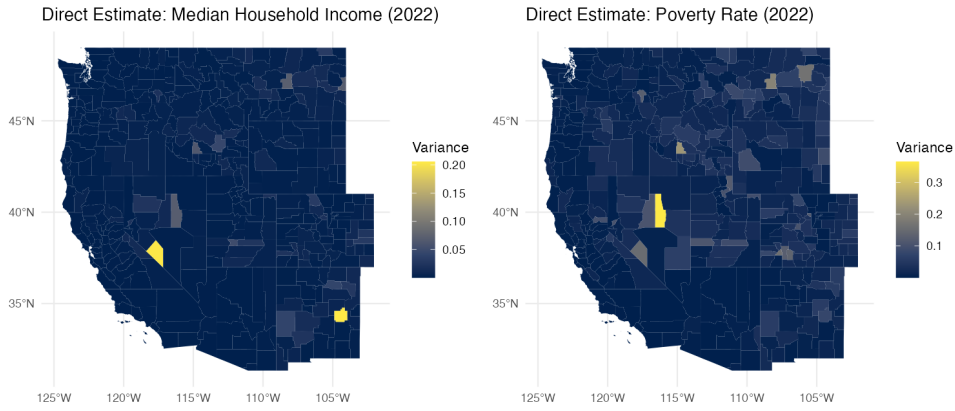 Direct Estimate: Median Household Income (2022)
45°N
40°N
35°N
125°W 120°W 115°W 110°W 105°W
Variance
0.20
0.15
0.10
0.05
Direct Estimate: Poverty Rate (2022)
45°N
40°N
35°N
125°W 120°W 115°W 110°W 105°W
Variance
0.3
0.2
0.1